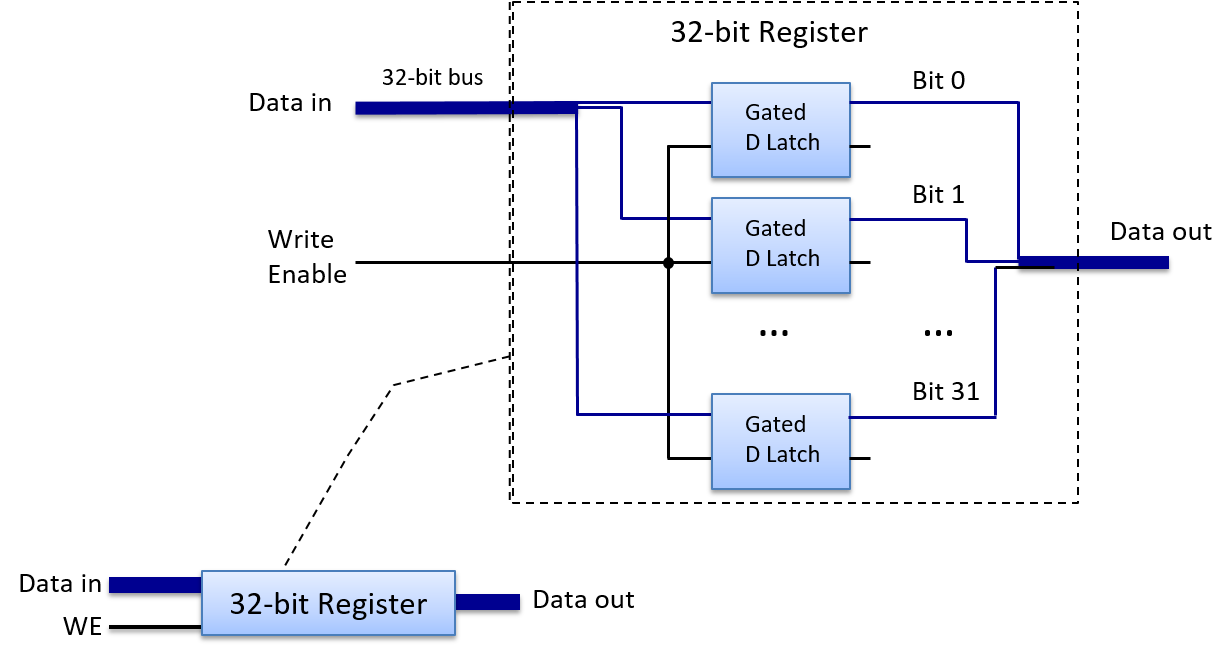 32-bit Register
32-bit bus
Data in
Bit 0
Gated
D Latch
Bit 1
Gated
D Latch
Write
Enable
Data out
...
...
Bit 31
Gated
D Latch
Data in
32-bit Register
Data out
WE